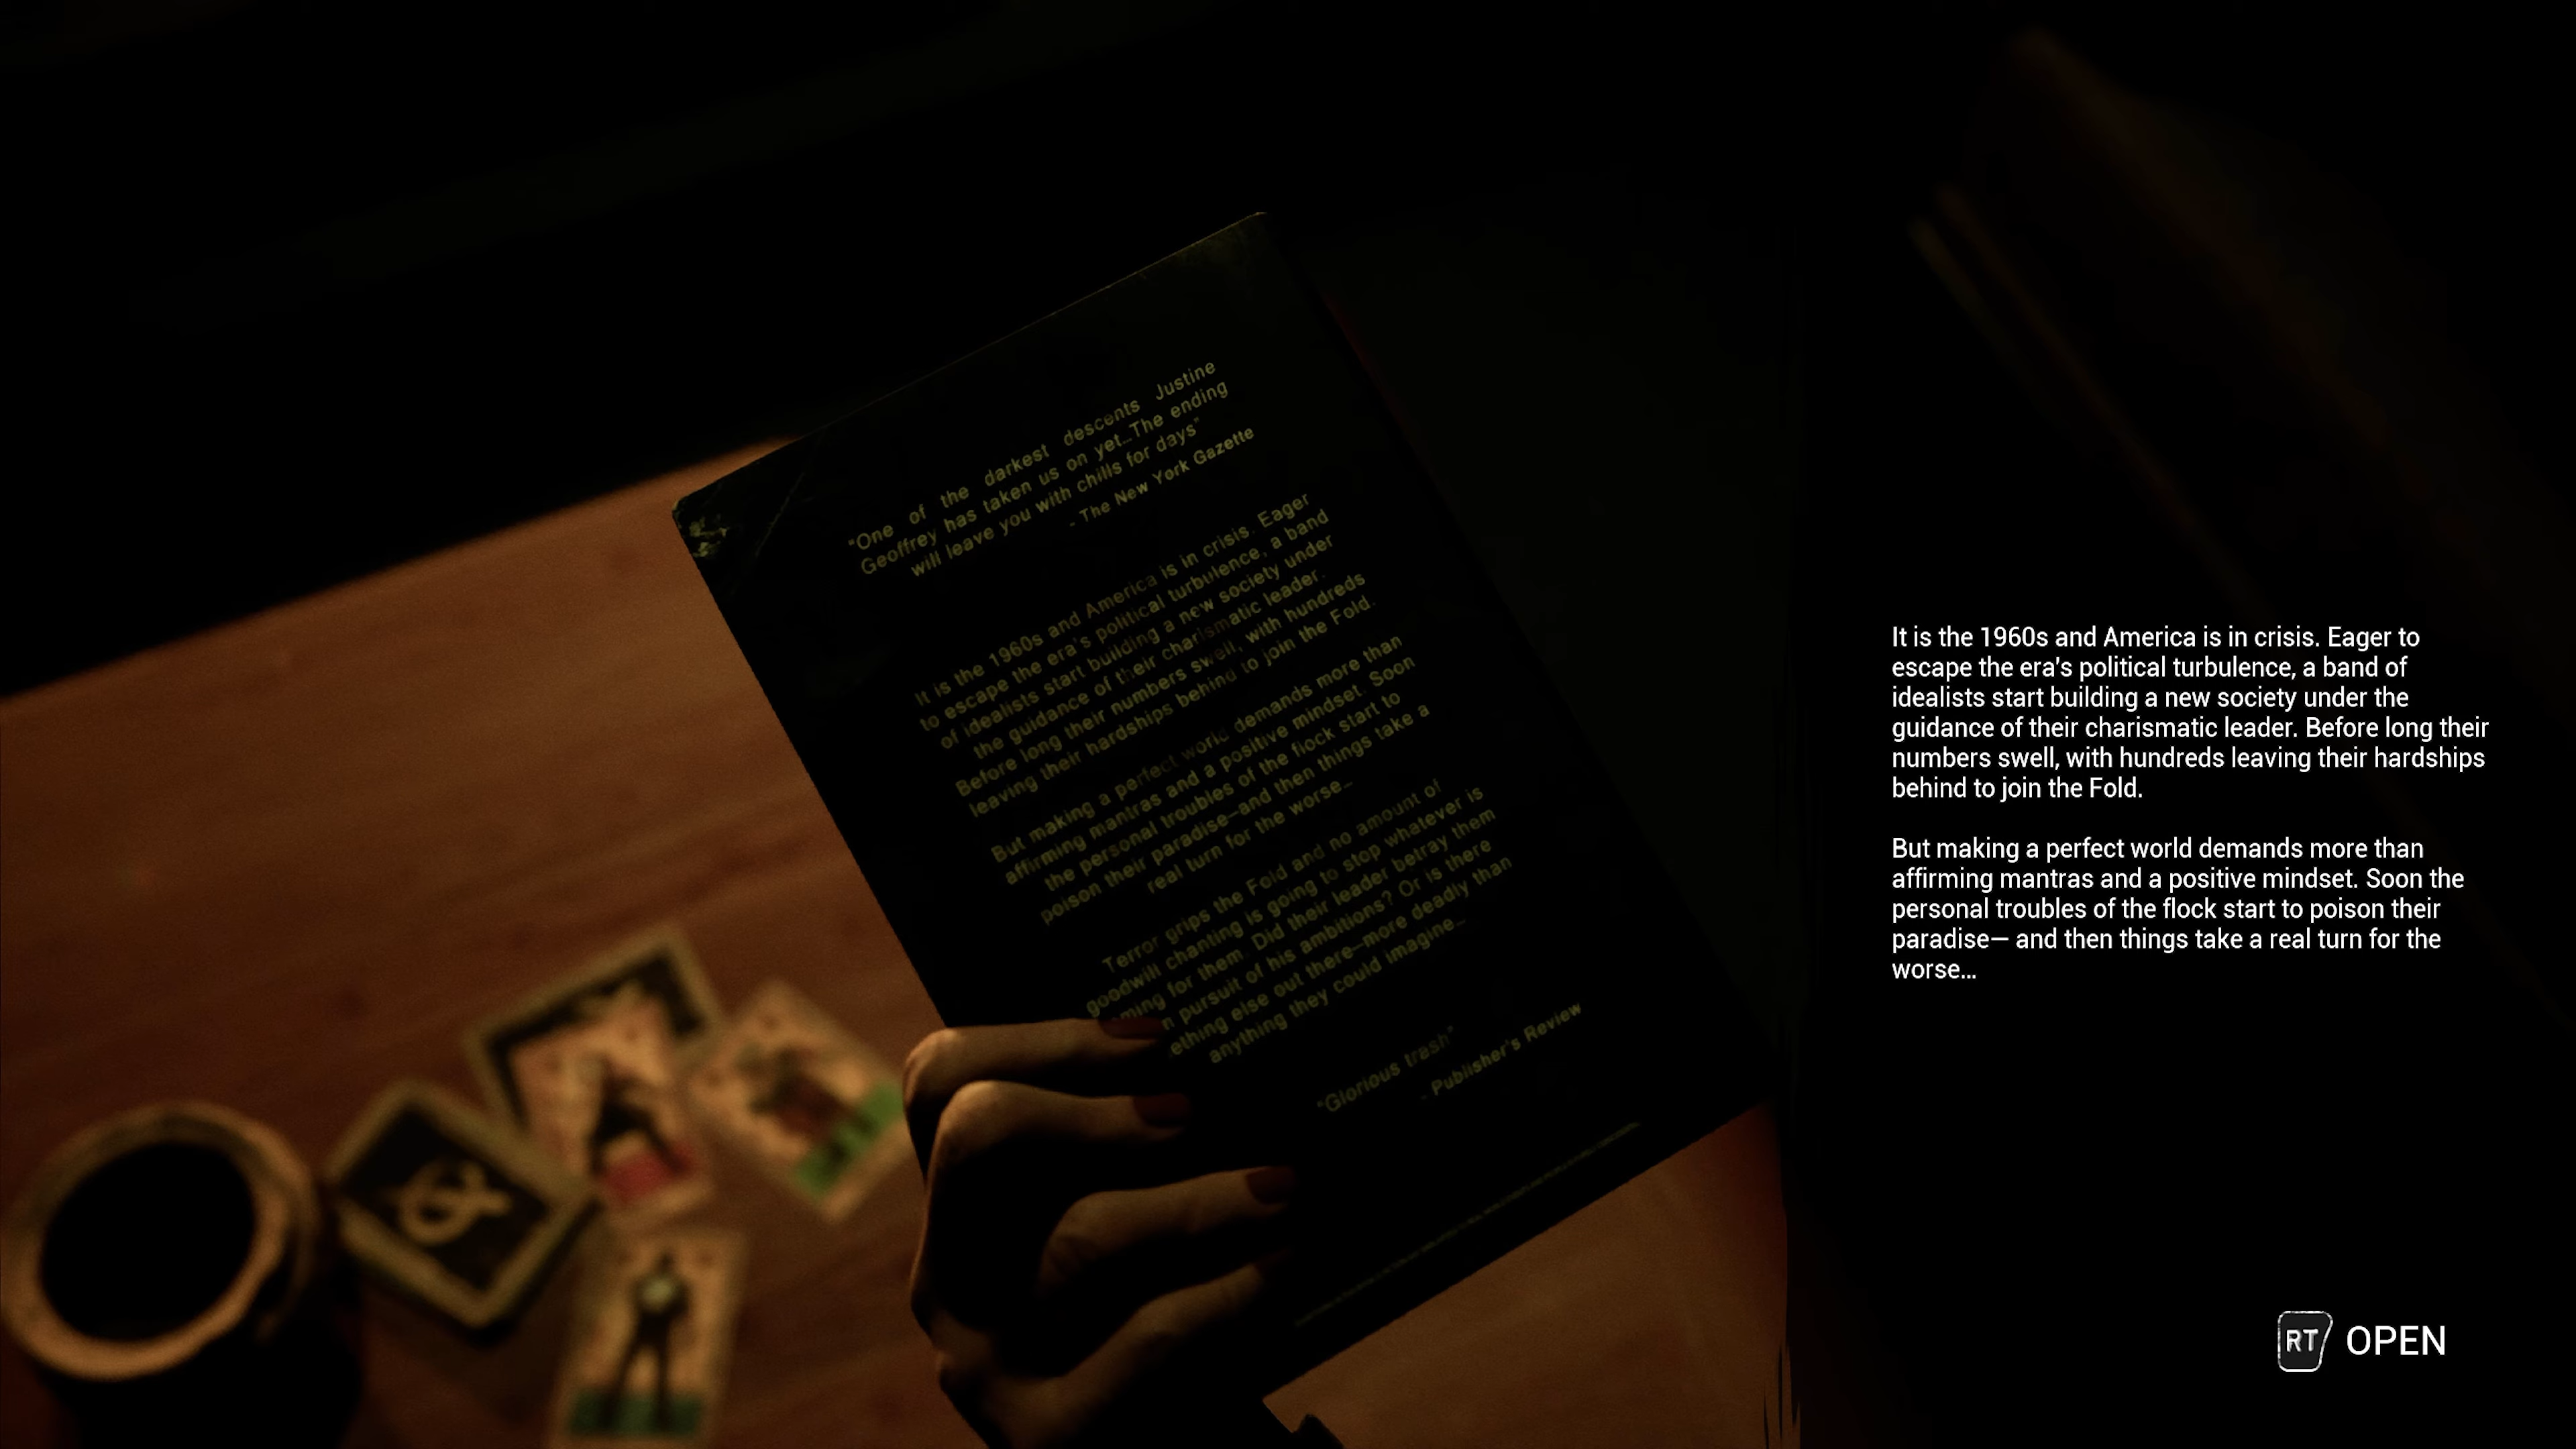 "One of the darkest descents Justine
Geoffrey has taken us on yet...The ending
will leave you with chills for days"
- The New York Gazette
It is the 1960s and America is in crisis. Eager
to escape the era's political turbulence, a band
of idealists start building a new society under
the guidance of their charismatic leader.
Before long their numbers swell, with hundreds
leaving their hardships behind to join the Fold.
But making a perfect world demands more than
affirming mantras and a positive mindset. Soon
the personal troubles of the flock start to
poison their paradise—and then things take a
real turn for the worse...
Terror grips the Fold and no amount of
goodwill chanting is going to stop whatever is
ming for them. Did their leader betray them
n pursuit of his ambitions? Or is there
ething else out there—more deadly than
anything they could imagine...
"Glorious trash"
- Publisher's Review
It is the 1960s and America is in crisis. Eager to
escape the era's political turbulence, a band of
idealists start building a new society under the
guidance of their charismatic leader. Before long their
numbers swell, with hundreds leaving their hardships
behind to join the Fold.
But making a perfect world demands more than
affirming mantras and a positive mindset. Soon the
personal troubles of the flock start to poison their
paradise— and then things take a real turn for the
worse...
RT OPEN